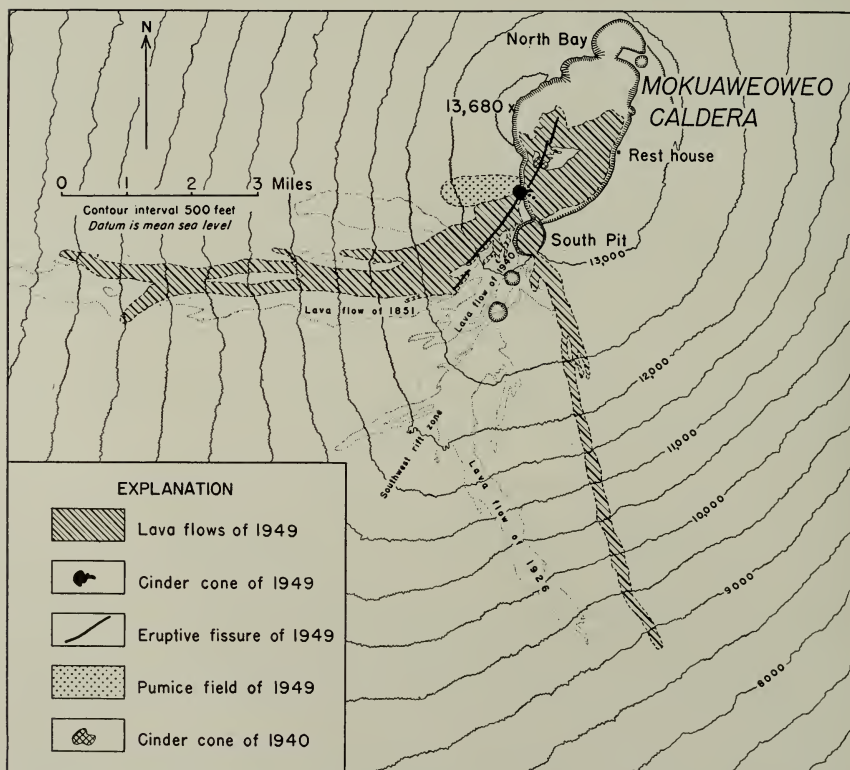 N
North Bay
MOKUAWEOWEO
CALDERA
13,680 x
Rest house
0 1 2 3 Miles
Contour interval 500 feet
Datum is mean sea level
South Pit
13,000
Lava flow of 1940
Lava flow of 1851
12,000
Southwest rift zone
11,000
Lava flow of 1926
10,000
9000
8000
EXPLANATION
Lava flows of 1949
Cinder cone of 1949
Eruptive fissure of 1949
Pumice field of 1949
Cinder cone of 1940